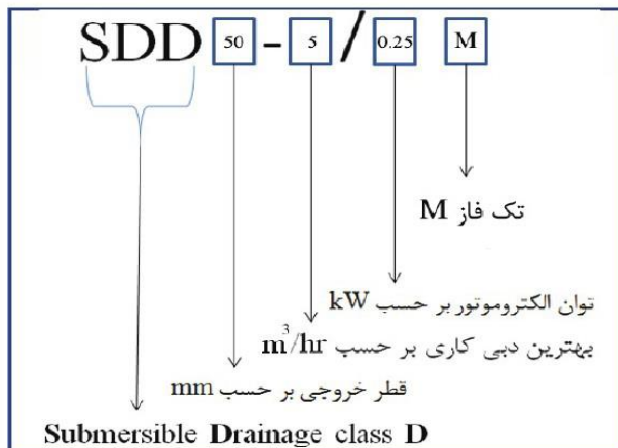 SDD 50 - 5 / 0.25 M
تک فاز M
توان الکتروموتور بر حسب kW
بهترین دبی کاری بر حسب m³/hr
قطر خروجی بر حسب mm
Submersible Drainage class D